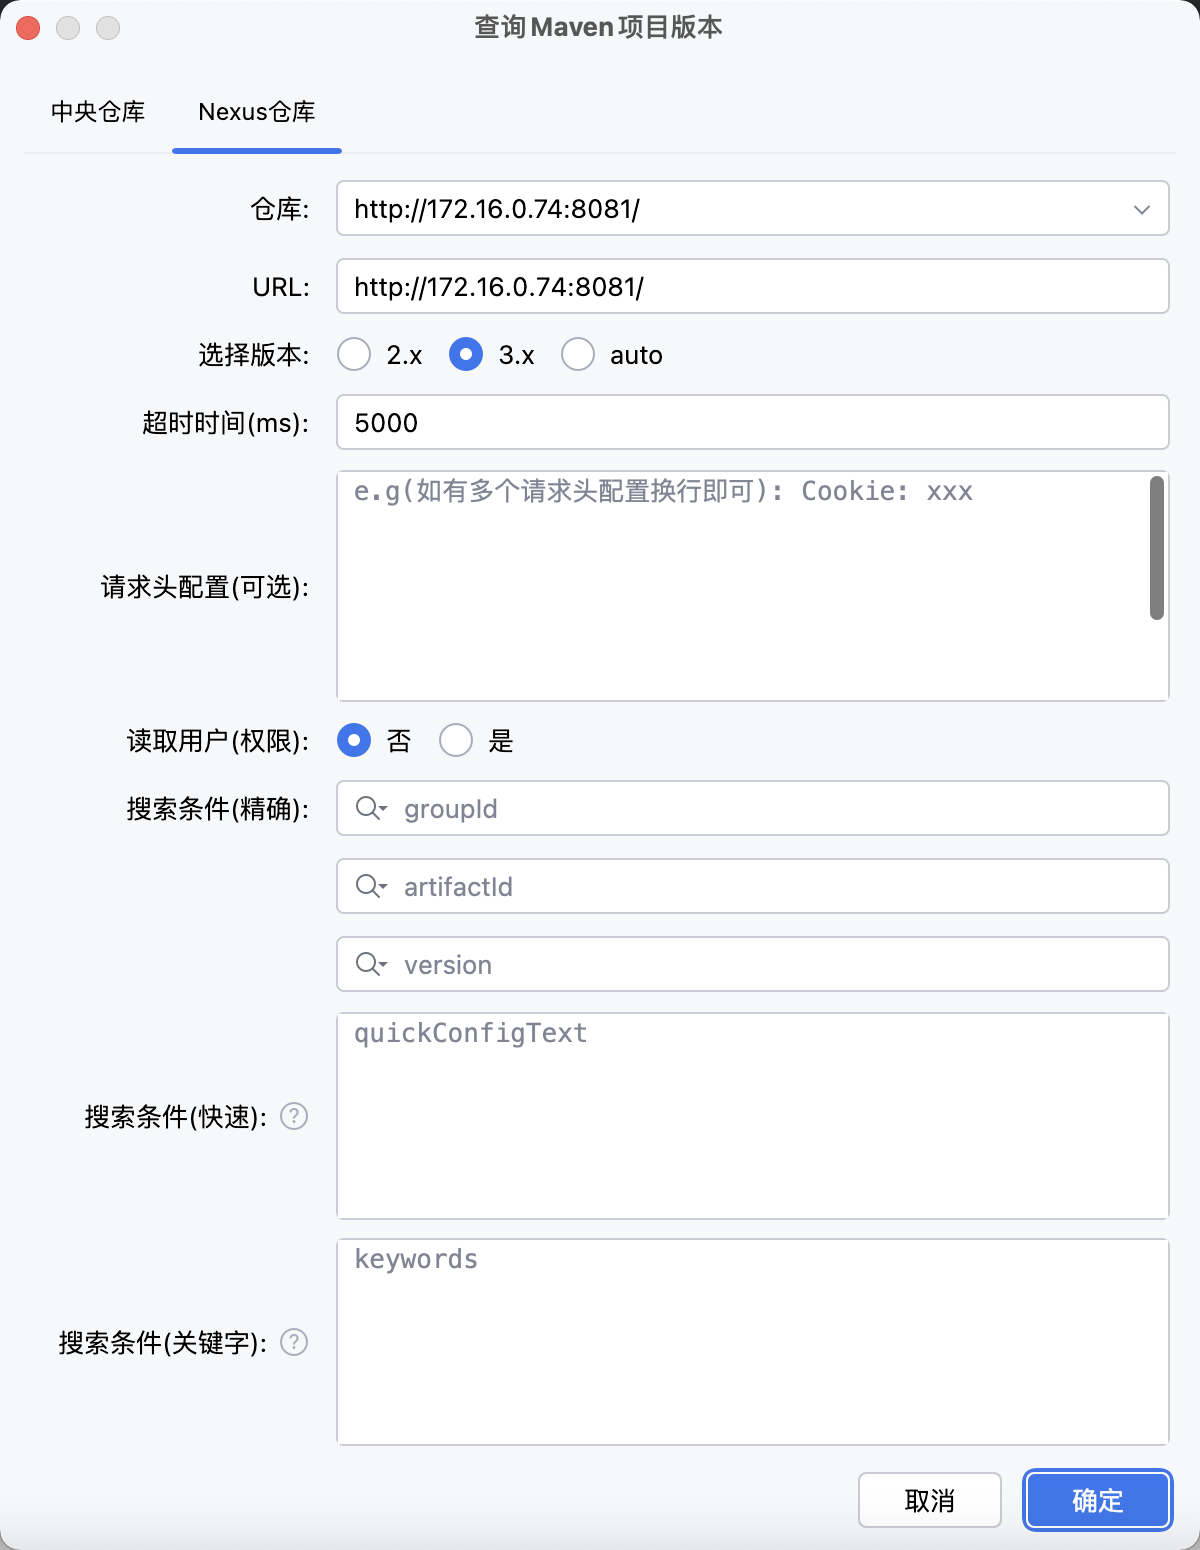 查询Maven项目版本
中央仓库 Nexus仓库
仓库: http://172.16.0.74:8081/
URL: http://172.16.0.74:8081/
选择版本: 2.x 3.x auto
超时时间(ms): 5000
e.g(如有多个请求头配置换行即可): Cookie: xxx
请求头配置(可选):
读取用户(权限): 否 是
搜索条件(精确): groupId
artifactId
version
quickConfigText
搜索条件(快速): ?
keywords
搜索条件(关键字): ?
取消 确定